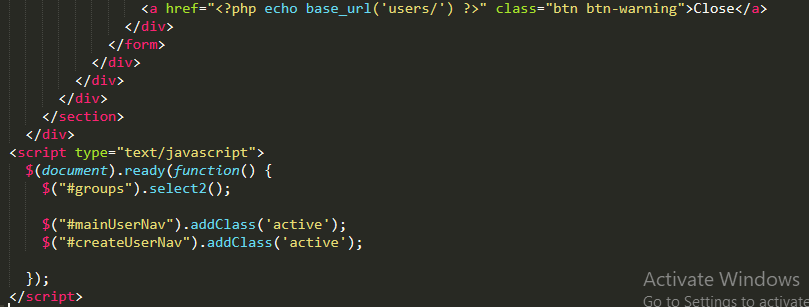 <a href="<?php echo base_url('users/') ?>" class="btn btn-warning">Close</a>
</div>
</form>
</div>
</div>
</div>
</section>
</div>
<script type="text/javascript">
$(document).ready(function() {
$("#groups").select2();
$("#mainUserNav").addClass('active');
$("#createUserNav").addClass('active');
});
</script>
Activate Windows
Go to Settings to activate